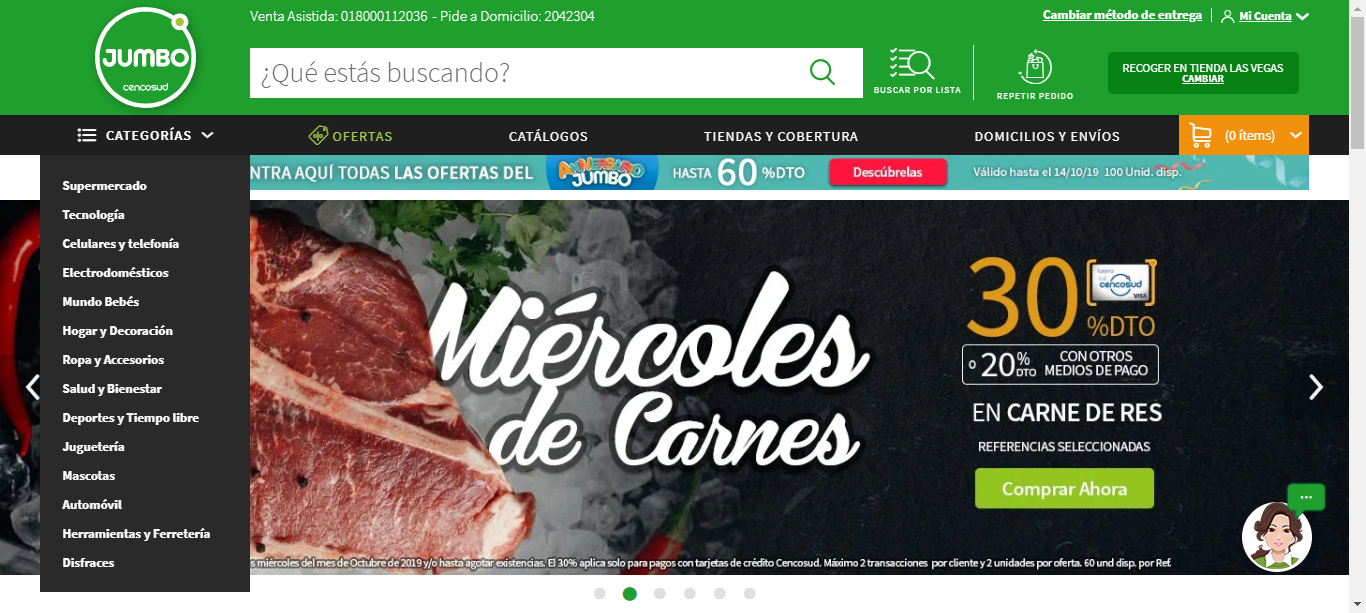 Venta Asistida: 018000112036 - Pide a Domicilio: 2042304
Cambiar método de entrega
Mi Cuenta
JUMBO
cencosud
¿Qué estás buscando?
BUSCAR POR LISTA
REPETIR PEDIDO
RECOGER EN TIENDA LAS VEGAS
CAMBIAR
CATEGORÍAS
OFERTAS
CATÁLOGOS
TIENDAS Y COBERTURA
DOMICILIOS Y ENVÍOS
(0 ítems)
NTRA AQUÍ TODAS LAS OFERTAS DEL
ANIVERSARIO
JUMBO
HASTA 60 %DTO
Descúbrelas
Válido hasta el 14/10/19 100 Unid. disp.
Supermercado
Tecnología
Celulares y telefonía
Electrodomésticos
Mundo Bebés
Hogar y Decoración
Ropa y Accesorios
Salud y Bienestar
Deportes y Tiempo libre
Juguetería
Mascotas
Automóvil
Herramientas y Ferretería
Disfraces
Miércoles
de Carnes
30
%DTO
cencosud
VISA
o 20% DTO
CON OTROS
MEDIOS DE PAGO
EN CARNE DE RES
REFERENCIAS SELECCIONADAS
Comprar Ahora
s miércoles del mes de Octubre de 2019 y/o hasta agotar existencias. El 30% aplica solo para pagos con tarjetas de crédito Cencosud. Máximo 2 transacciones por cliente y 2 unidades por oferta. 60 und disp. por Ref.